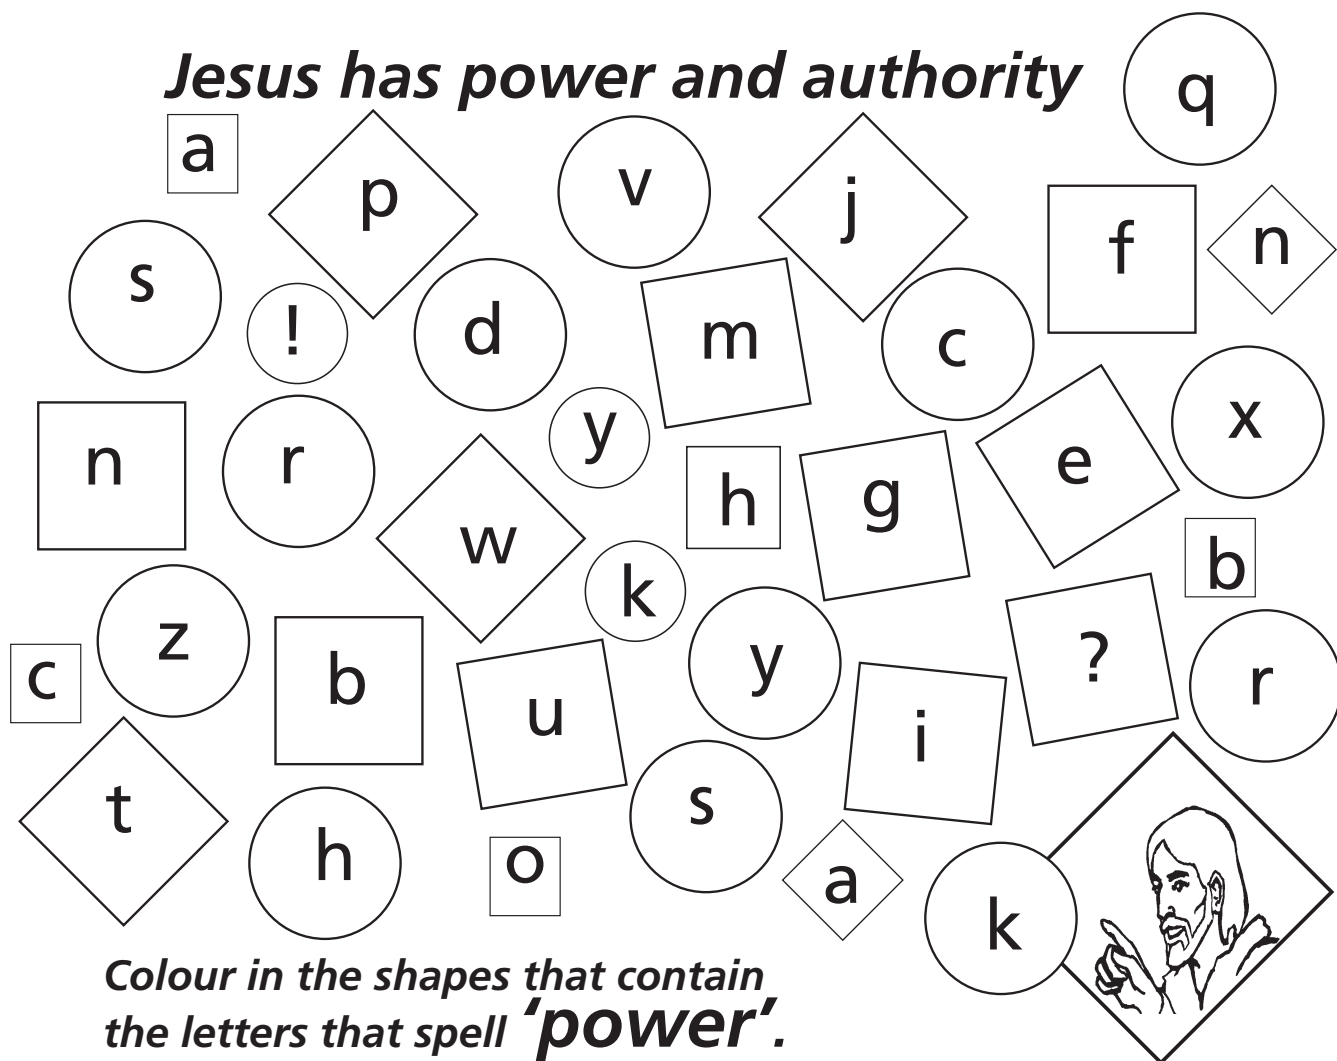 Jesus has power and authority
q
a
p
v
j
f
n
s
!
d
m
c
x
n
r
y
h
g
e
w
b
k
z
c
b
u
y
i
?
r
t
h
o
s
a
k
Colour in the shapes that contain
the letters that spell 'power'.